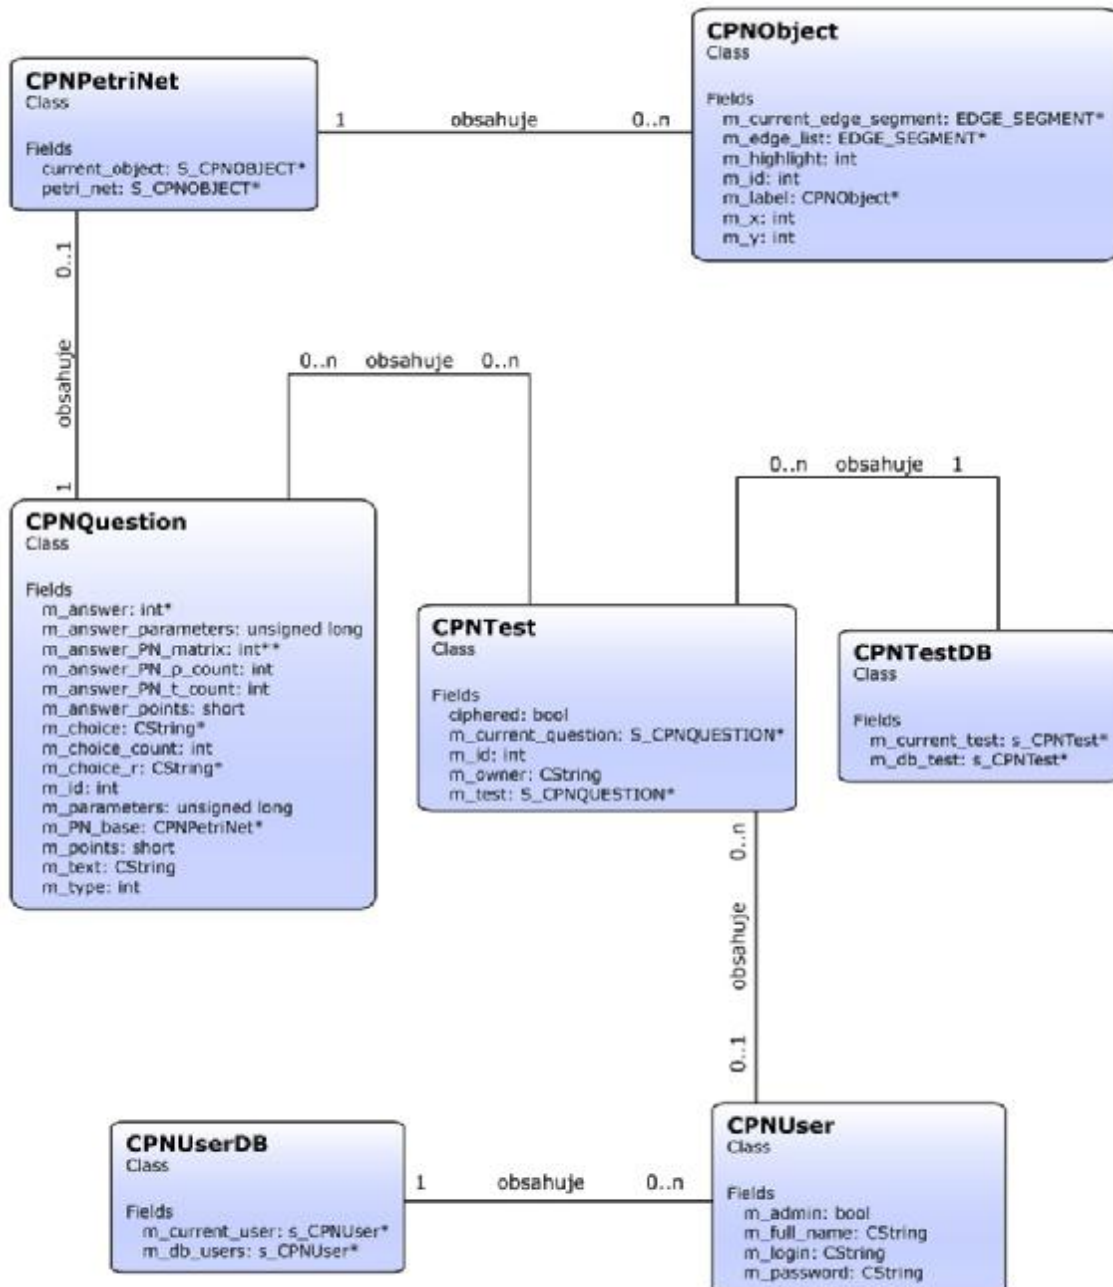 CPNObject
Class
Fields
m_current_edge_segment: EDGE_SEGMENT*
m_edge_list: EDGE_SEGMENT*
m_highlight: int
m_id: int
m_label: CPNObject*
m_x: int
m_y: int
CPNPetriNet
Class
Fields
current_object: S_CPNOBJECT*
petri_net: S_CPNOBJECT*
1 obsahuje 0..n
0..1
obsahuje
1
0..n obsahuje 0..n
0..n obsahuje 1
CPNQuestion
Class
Fields
m_answer: int*
m_answer_parameters: unsigned long
m_answer_PN_matrix: int**
m_answer_PN_p_count: int
m_answer_PN_t_count: int
m_answer_points: short
m_choice: CString*
m_choice_count: int
m_choice_r: CString*
m_id: int
m_parameters: unsigned long
m_PN_base: CPNPetriNet*
m_points: short
m_text: CString
m_type: int
CPNTest
Class
Fields
ciphered: bool
m_current_question: S_CPNQUESTION*
m_id: int
m_owner: CString
m_test: S_CPNQUESTION*
CPNTestDB
Class
Fields
m_current_test: s_CPNTest*
m_db_test: s_CPNTest*
0..n
obsahuje
0..1
CPNUserDB
Class
Fields
m_current_user: s_CPNUser*
m_db_users: s_CPNUser*
1 obsahuje 0..n
CPNUser
Class
Fields
m_admin: bool
m_full_name: CString
m_login: CString
m_password: CString